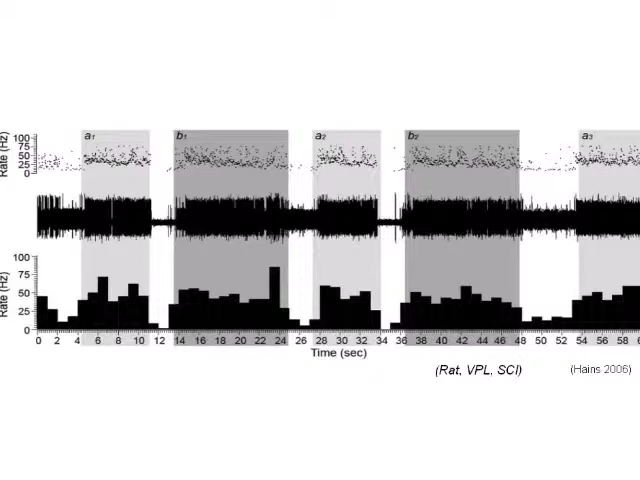 a1 b1 a2 b2 a3
Rate (Hz)
100
75
50
25
0
Rate (Hz)
100
75
50
25
0
0 2 4 6 8 10 12 14 16 18 20 22 24 26 28 30 32 34 36 38 40 42 44 46 48 50 52 54 56 58
Time (sec)
(Rat, VPL, SCI) (Hains 2006)